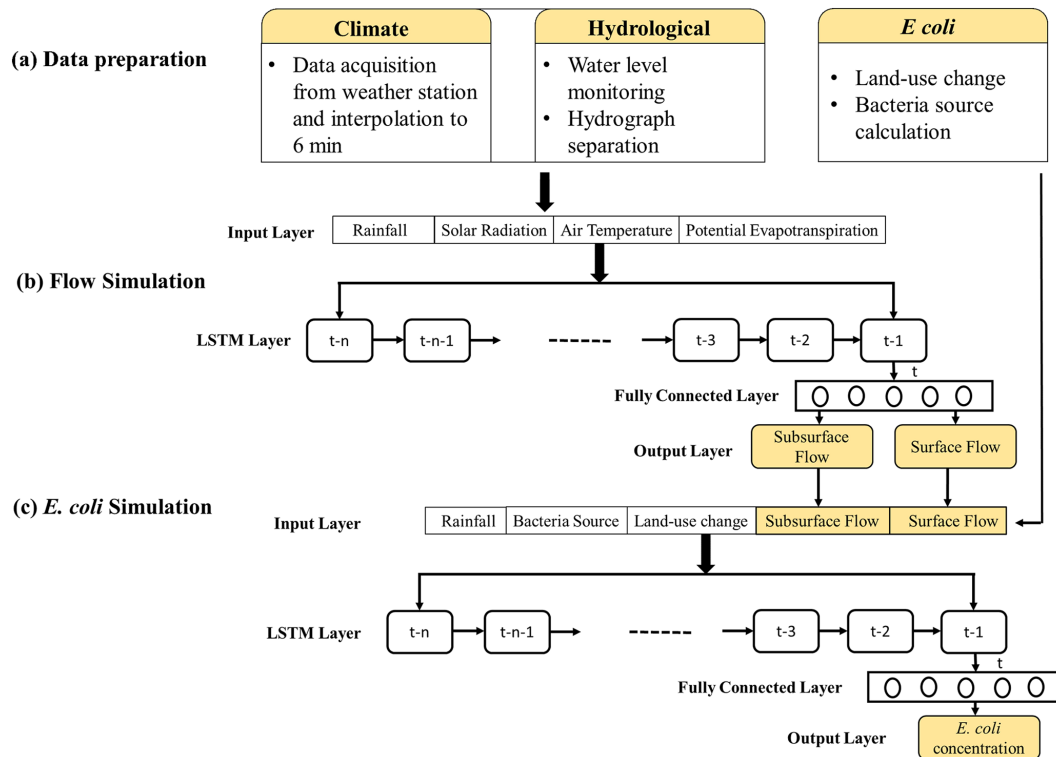 (a) Data preparation
Climate
• Data acquisition
from weather station
and interpolation to
6 min
Hydrological
• Water level
monitoring
• Hydrograph
separation
E coli
• Land-use change
• Bacteria source
calculation
Input Layer
Rainfall
Solar Radiation
Air Temperature
Potential Evapotranspiration
(b) Flow Simulation
LSTM Layer
t-n
t-n-1
t-3
t-2
t-1
t
Fully Connected Layer
Output Layer
Subsurface
Flow
Surface Flow
(c) E. coli Simulation
Input Layer
Rainfall
Bacteria Source
Land-use change
Subsurface Flow
Surface Flow
LSTM Layer
t-n
t-n-1
t-3
t-2
t-1
t
Fully Connected Layer
Output Layer
E. coli
concentration